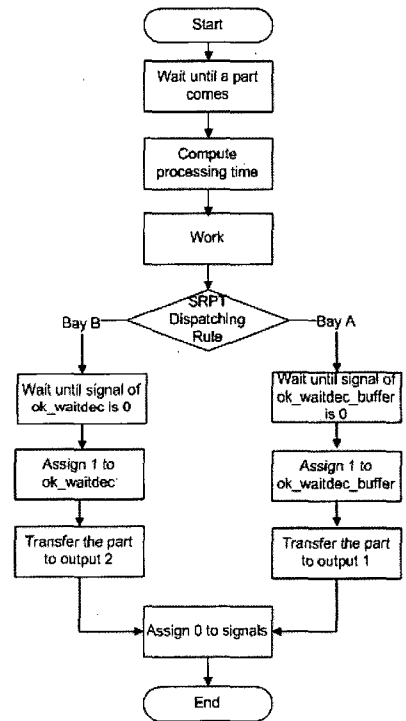 Start
Wait until a part
comes
Compute
processing time
Work
SRPT
Dispatching
Rule
Bay B
Bay A
Wait until signal of
ok_waitdec is 0
Wait until signal of
ok_waitdec_buffer
is 0
Assign 1 to
ok_waitdec
Assign 1 to
ok_waitdec_buffer
Transfer the part
to output 2
Transfer the part
to output 1
Assign 0 to signals
End